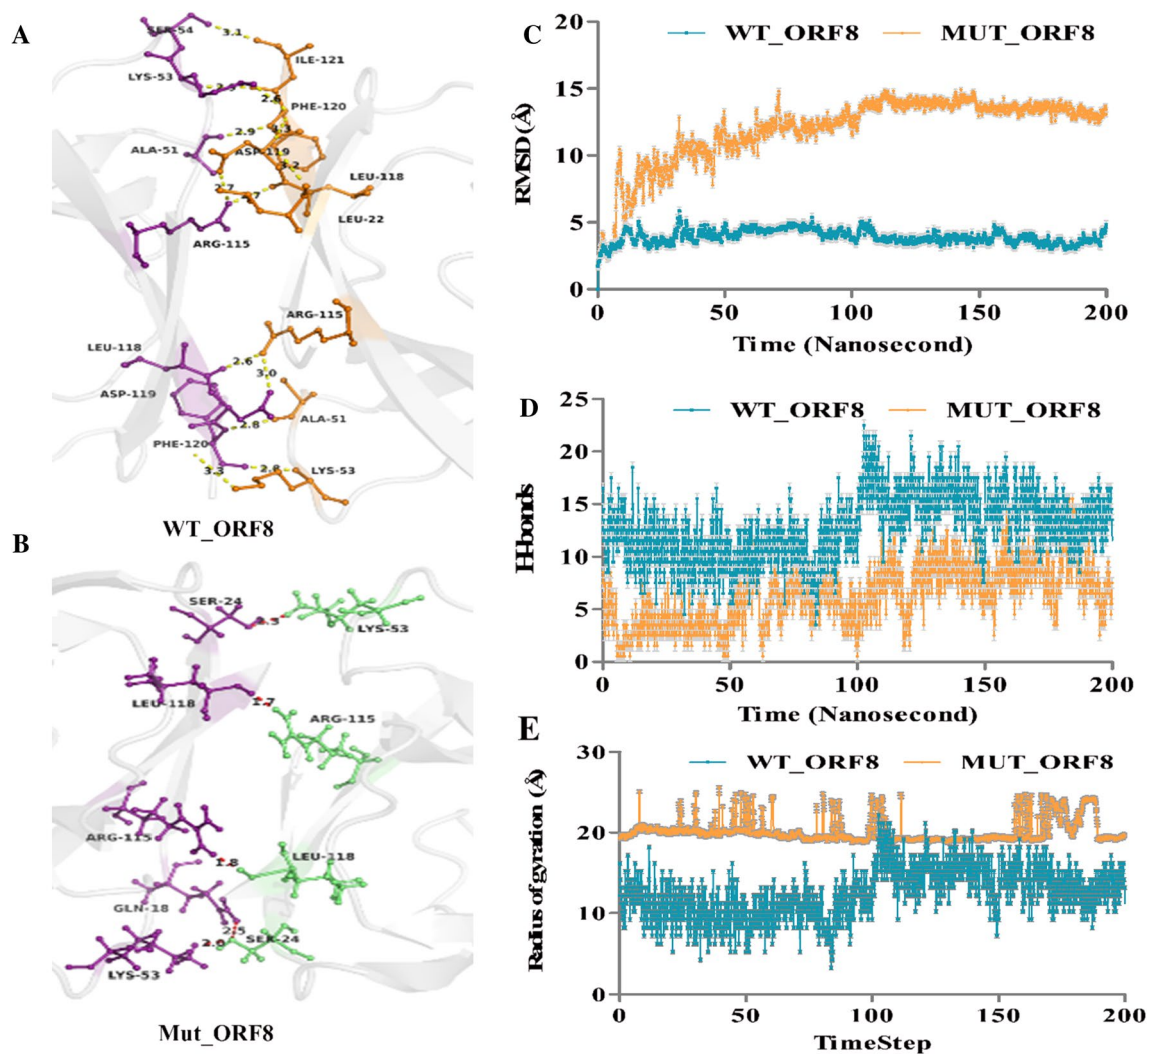 A
SER-54
3.1
ILE-121
LYS-53
2.6
PHE-120
2.9
3.3
ALA-51
ASP-119
3.2
LEU-118
2.7
LEU-22
ARG-115
ARG-115
LEU-118
2.6
3.0
ASP-119
ALA-51
2.8
PHE-120
3.3
2.8
LYS-53
WT_ORF8
B
SER-24
LYS-53
LEU-118
1.7
ARG-115
ARG-115
1.8
LEU-118
GLN-18
2.5
SER-24
2.0
LYS-53
Mut_ORF8
C
WT_ORF8
MUT_ORF8
RMSD (Å)
20
15
10
5
0
0
50
100
150
200
Time (Nanosecond)
D
WT_ORF8
MUT_ORF8
H-bonds
25
20
15
10
5
0
0
50
100
150
200
Time (Nanosecond)
E
WT_ORF8
MUT_ORF8
Radius of gyration (Å)
30
20
10
0
0
50
100
150
200
TimeStep